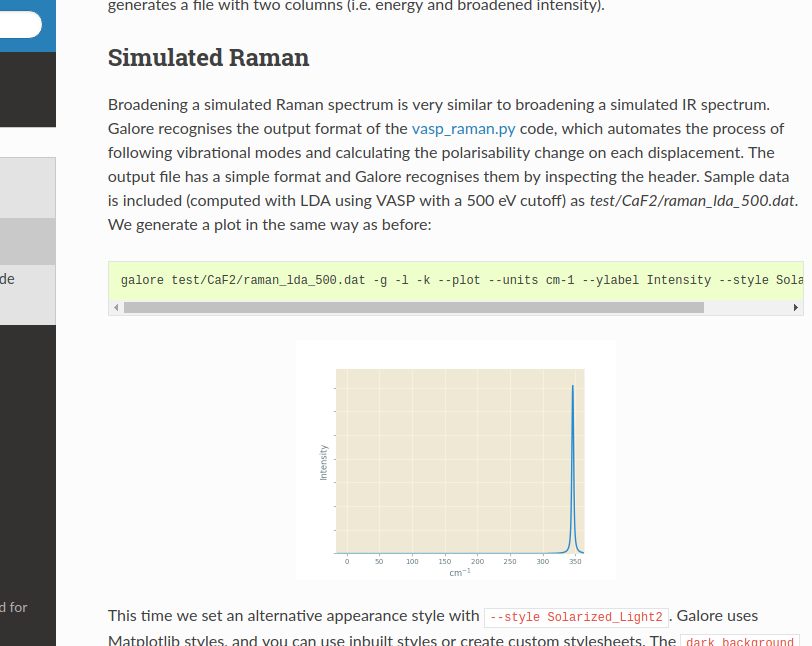 generates a file with two columns (i.e. energy and broadened intensity).
Simulated Raman
Broadening a simulated Raman spectrum is very similar to broadening a simulated IR spectrum.
Galore recognises the output format of the vasp_raman.py code, which automates the process of
following vibrational modes and calculating the polarisability change on each displacement. The
output file has a simple format and Galore recognises them by inspecting the header. Sample data
is included (computed with LDA using VASP with a 500 eV cutoff) as test/CaF2/raman_lda_500.dat.
We generate a plot in the same way as before:
de
galore test/CaF2/raman_lda_500.dat -g -l -k --plot --units cm-1 --ylabel Intensity --style Sola
Intensity
0 50 100 150 200 250 300 350
cm⁻¹
d for
This time we set an alternative appearance style with --style Solarized_Light2 . Galore uses
Matplotlib styles, and you can use inbuilt styles or create custom stylesheets. The dark_background